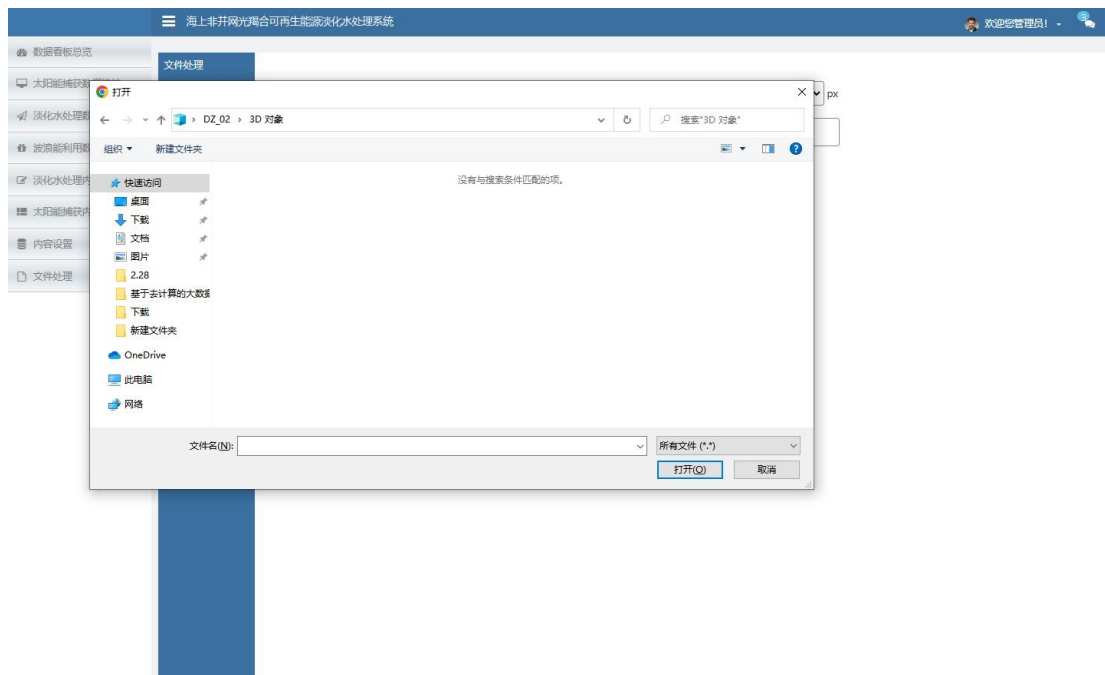 海上非井网光羯合可再生能源淡化水处理系统
欢迎您管理员!
数据看板总览
文件处理
太阳能捕获数
打开
px
淡化水处理数
DZ_02 › 3D 对象
搜索"3D 对象"
波浪能利用数
组织 新建文件夹
淡化水处理内
快速访问
没有与搜索条件匹配的项。
桌面
太阳能捕获内
下载
文档
内容设置
图片
文件处理
2.28
基于去计算的大数据
下载
新建文件夹
OneDrive
此电脑
网络
文件名(N):
所有文件 (*.*)
打开(O) 取消